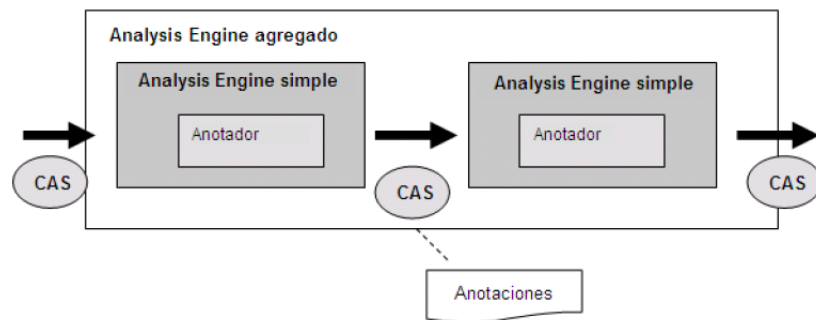 Analysis Engine agregado
Analysis Engine simple
Analysis Engine simple
Anotador
Anotador
CAS
CAS
CAS
Anotaciones